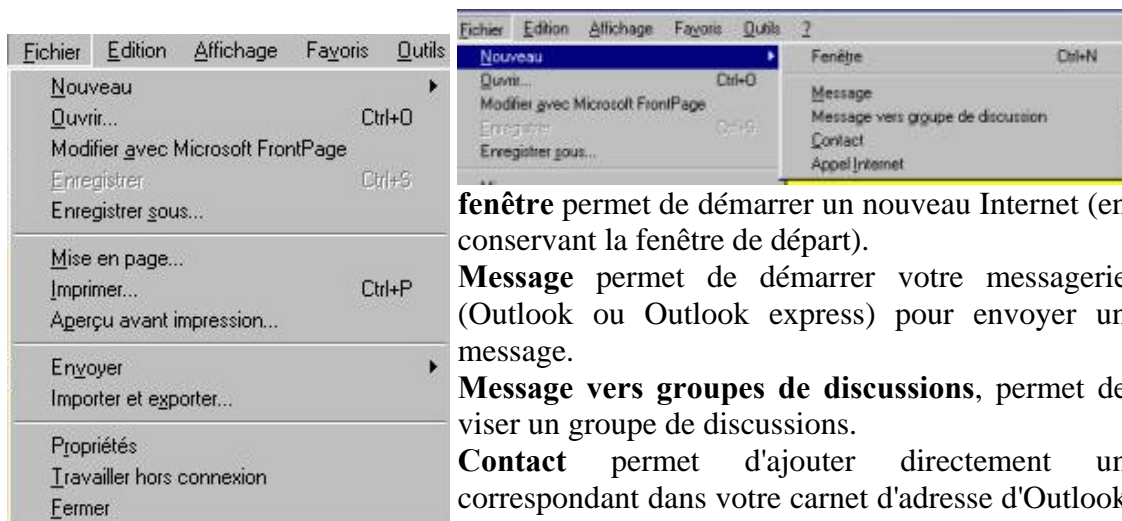 Fichier Edition Affichage Favoris Outils
Nouveau
Ouvrir... Ctrl+O
Modifier avec Microsoft FrontPage
Enregistrer Ctrl+S
Enregistrer sous...
Mise en page...
Imprimer... Ctrl+P
Aperçu avant impression...
Envoyer
Importer et exporter...
Propriétés
Travailler hors connexion
Fermer
Fichier Edition Affichage Favoris Outils ?
Nouveau
Ouvrir... Ctrl+O
Modifier avec Microsoft FrontPage
Enregistrer Ctrl+S
Enregistrer sous...
Fenêtre Ctrl+N
Message
Message vers groupe de discussion
Contact
Appel Internet
fenêtre permet de démarrer un nouveau Internet (en
conservant la fenêtre de départ).
Message permet de démarrer votre messagerie
(Outlook ou Outlook express) pour envoyer un
message.
Message vers groupes de discussions, permet de
viser un groupe de discussions.
Contact permet d'ajouter directement un
correspondant dans votre carnet d'adresse d'Outlook